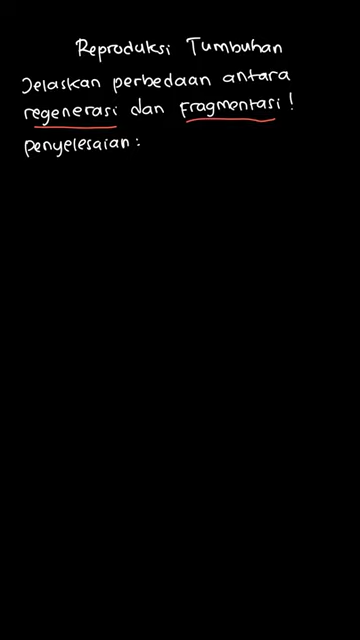 Reproduksi Tumbuhan
Jelaskan perbedaan antara
regenerasi dan Fragmentasi!
penyelesaian: